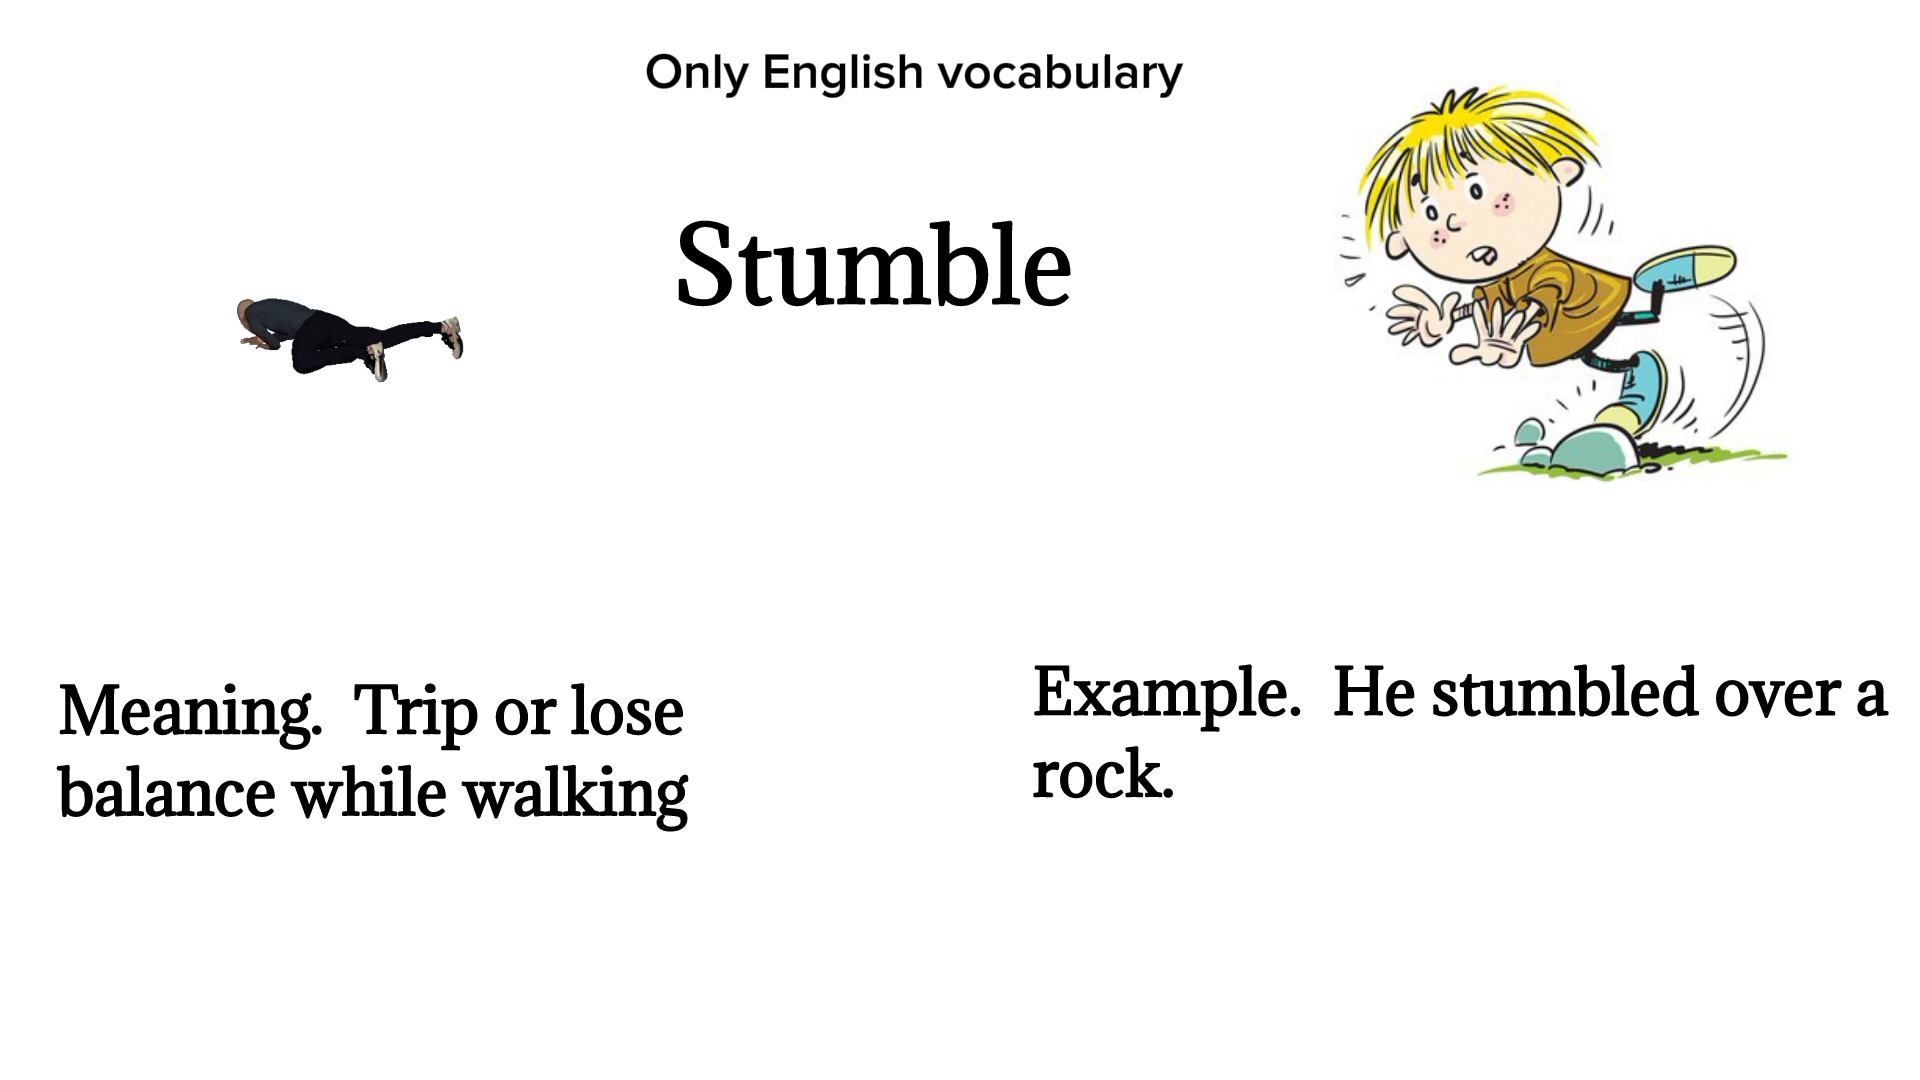 Only English vocabulary
Stumble
Meaning.  Trip or lose
balance while walking
Example.  He stumbled over a
rock.